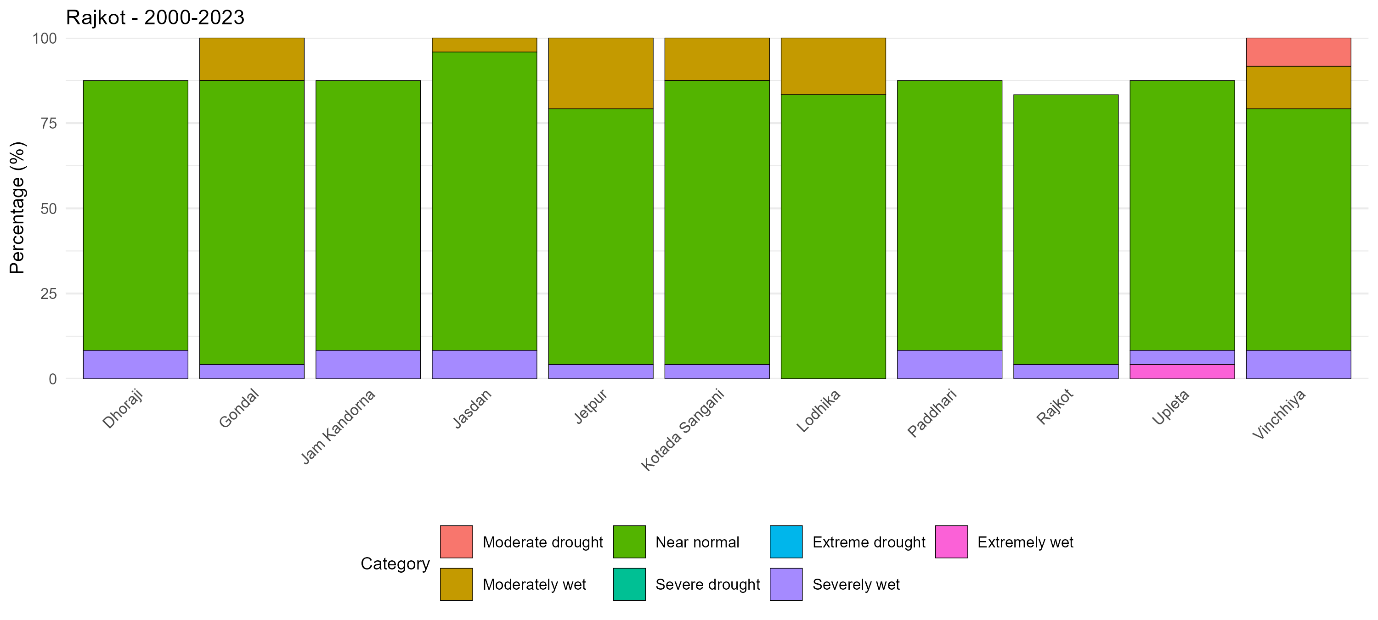 Rajkot - 2000-2023
Percentage (%)
100
75
50
25
0
Dhoraji
Gondal
Jam Kandorna
Jasdan
Jetpur
Kotada Sangani
Lodhika
Paddhari
Rajkot
Upleta
Vinchhiya
Category
Moderate drought
Near normal
Extreme drought
Extremely wet
Moderately wet
Severe drought
Severely wet